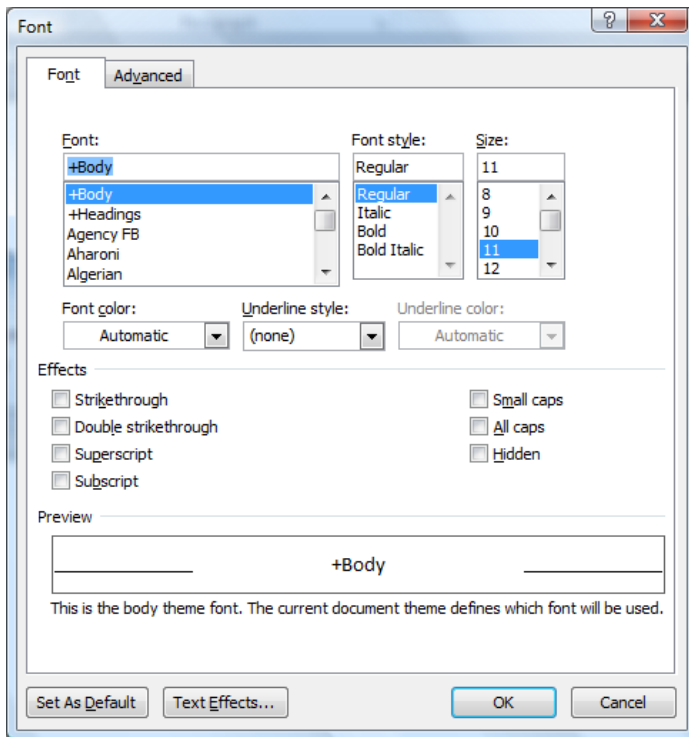 Font
Font Advanced
Font: Font style: Size:
+Body Regular 11
+Body Regular 8
+Headings Italic 9
Agency FB Bold 10
Aharoni Bold Italic 11
Algerian 12
Font color: Underline style: Underline color:
Automatic (none) Automatic
Effects
Strikethrough Small caps
Double strikethrough All caps
Superscript Hidden
Subscript
Preview
+Body
This is the body theme font. The current document theme defines which font will be used.
Set As Default Text Effects... OK Cancel